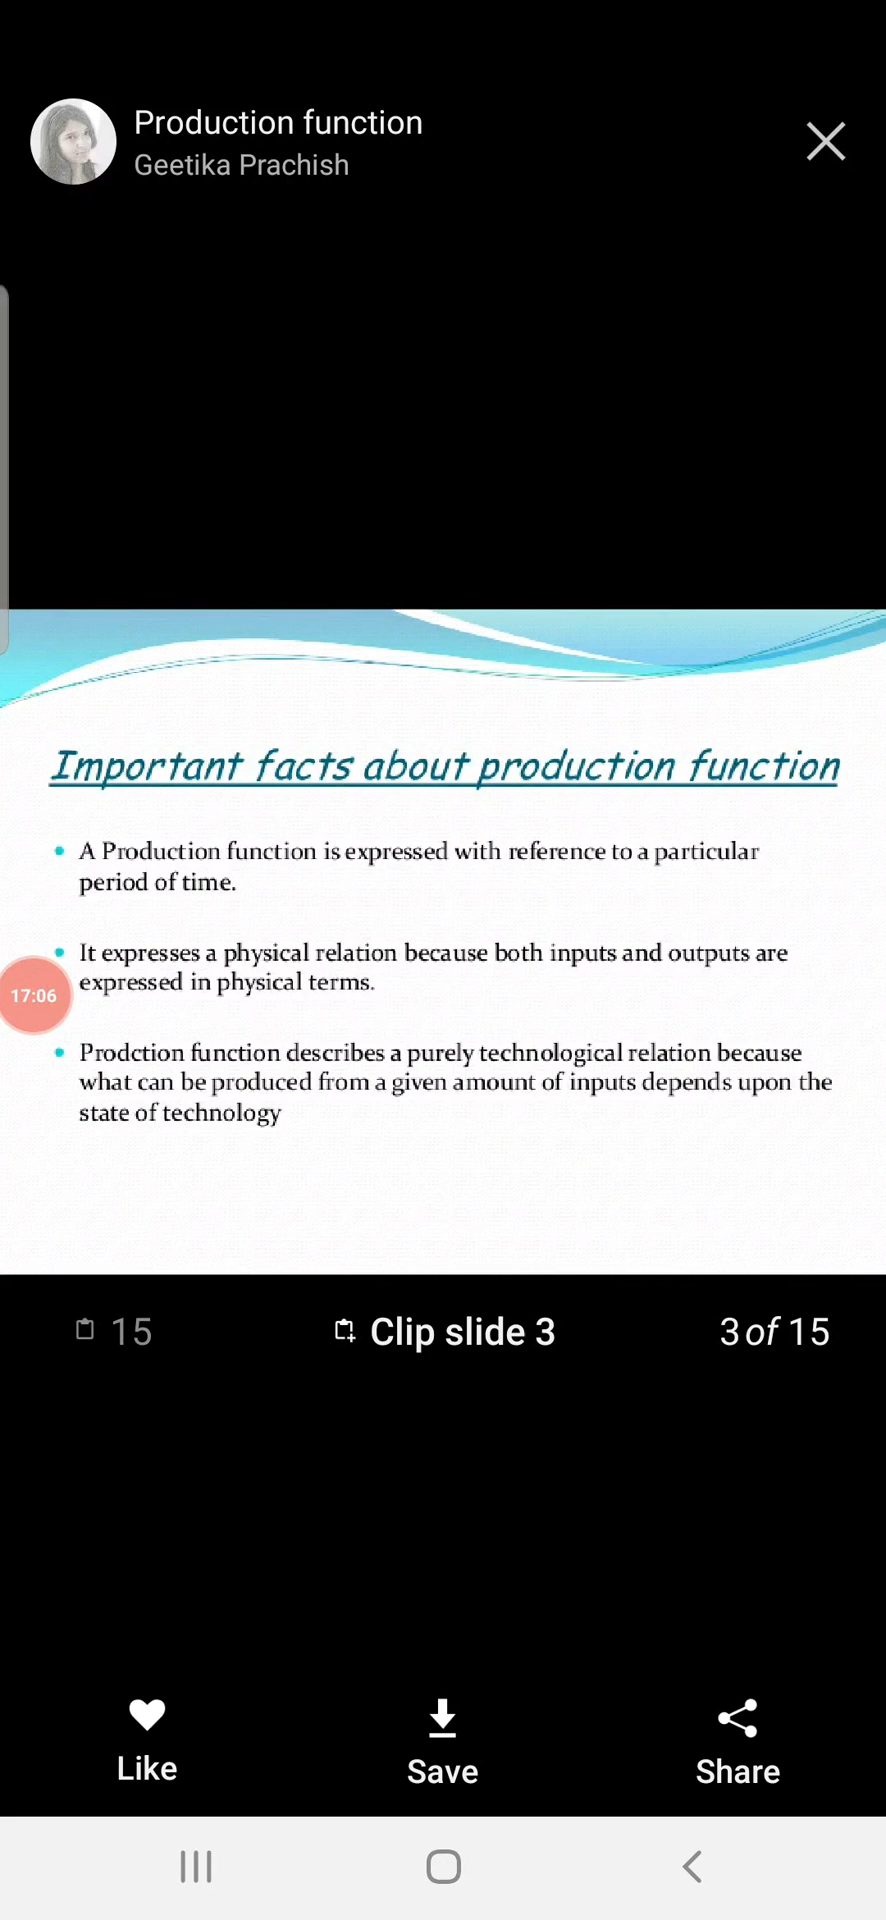 Production function
Geetika Prachish
Important facts about production function
• A Production function is expressed with reference to a particular
period of time.
• It expresses a physical relation because both inputs and outputs are
expressed in physical terms.
17:06
• Prodction function describes a purely technological relation because
what can be produced from a given amount of inputs depends upon the
state of technology
15
Clip slide 3
3 of 15
Like
Save
Share